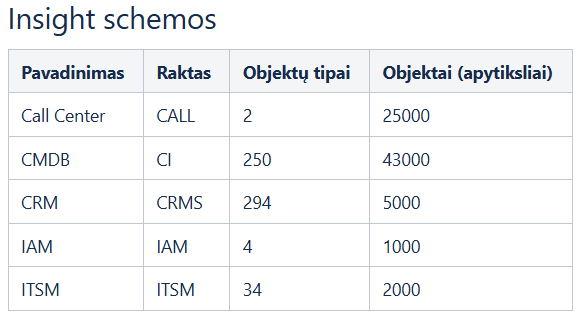 Insight schemos
Pavadinimas Raktas Objektų tipai Objektai (apytiksliai)
Call Center CALL 2 25000
CMDB CI 250 43000
CRM CRMS 294 5000
IAM IAM 4 1000
ITSM ITSM 34 2000